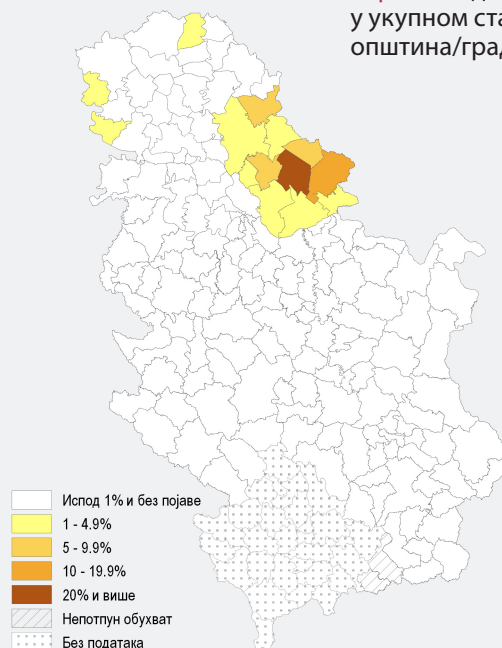 у укупном
општина/град
Испод 1% и без појаве
1 - 4.9%
5 - 9.9%
10 - 19.9%
20% и више
Непотпун обухват
Без података